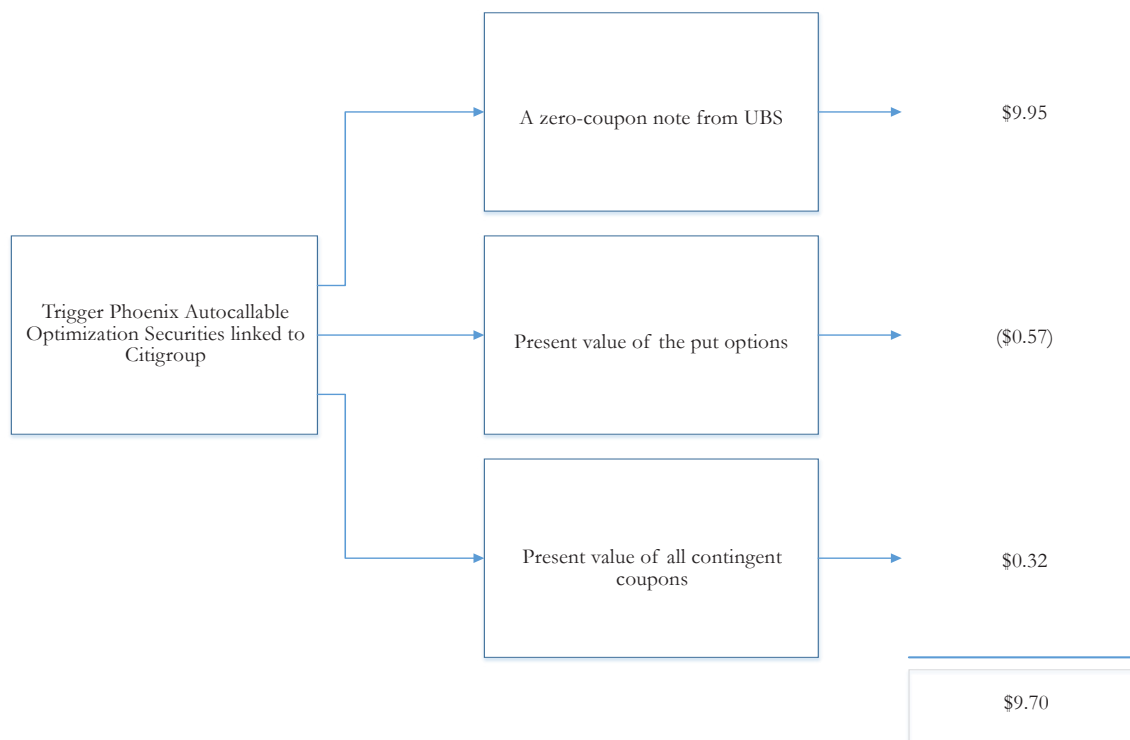 A zero-coupon note from UBS
$9.95
Trigger Phoenix Autocallable
Optimization Securities linked to
Citigroup
Present value of the put options
($0.57)
Present value of all contingent
coupons
$0.32
$9.70